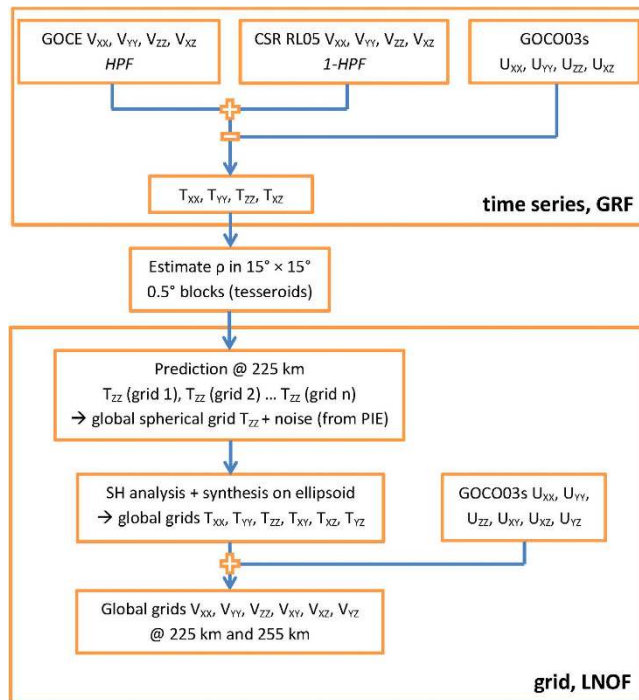 GOCE VXX, VYY, VZZ, VXZ
HPF
CSR RL05 VXX, VYY, VZZ, VXZ
1-HPF
GOCO03s
UXX, UYY, UZZ, UXZ
TXX, TYY, TZZ, TXZ
time series, GRF
Estimate ρ in 15° × 15°
0.5° blocks (tesseroids)
Prediction @ 225 km
TZZ (grid 1), TZZ (grid 2) ... TZZ (grid n)
→ global spherical grid TZZ + noise (from PIE)
SH analysis + synthesis on ellipsoid
→ global grids TXX, TYY, TZZ, TXY, TXZ, TYZ
GOCO03s UXX, UYY,
UZZ, UXY, UXZ, UYZ
Global grids VXX, VYY, VZZ, VXY, VXZ, VYZ
@ 225 km and 255 km
grid, LNOF